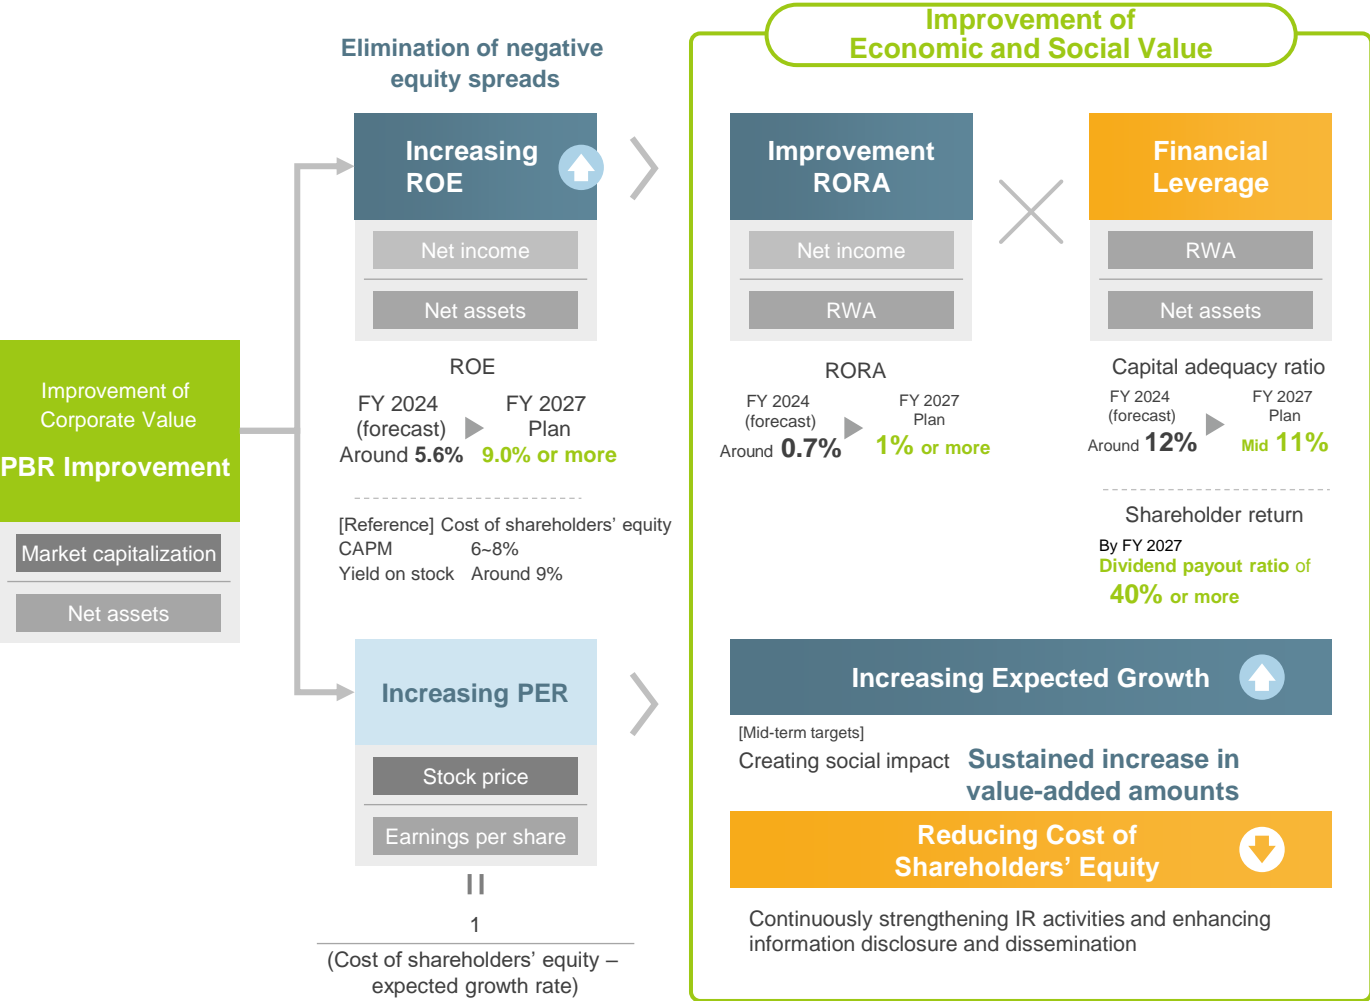 Improvement of
Corporate Value
PBR Improvement
Market capitalization
Net assets
Elimination of negative
equity spreads
Increasing
ROE
Net income
Net assets
ROE
FY 2024
(forecast)
Around 5.6%
FY 2027
Plan
9.0% or more
[Reference] Cost of shareholders’ equity
CAPM 6~8%
Yield on stock Around 9%
Increasing PER
Stock price
Earnings per share
1
(Cost of shareholders’ equity –
expected growth rate)
Improvement of
Economic and Social Value
Improvement
RORA
Net income
RWA
RORA
FY 2024
(forecast)
Around 0.7%
FY 2027
Plan
1% or more
Financial
Leverage
RWA
Net assets
Capital adequacy ratio
FY 2024
(forecast)
Around 12%
FY 2027
Plan
Mid 11%
Shareholder return
By FY 2027
Dividend payout ratio of
40% or more
Increasing Expected Growth
[Mid-term targets]
Creating social impact
Sustained increase in
value-added amounts
Reducing Cost of
Shareholders’ Equity
Continuously strengthening IR activities and enhancing
information disclosure and dissemination